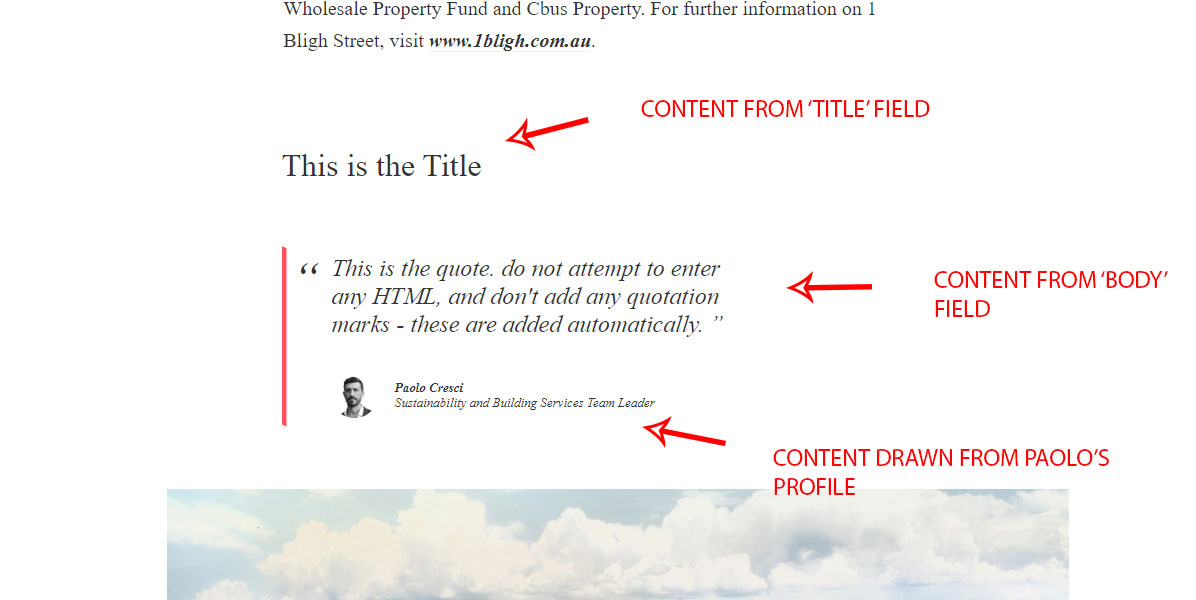 Wholesale Property Fund and Cbus Property. For further information on 1
Bligh Street, visit www.1bligh.com.au.
CONTENT FROM ‘TITLE’ FIELD
This is the Title
“ This is the quote. do not attempt to enter
any HTML, and don't add any quotation
marks - these are added automatically. ”
CONTENT FROM ‘BODY’
FIELD
Paolo Cresci
Sustainability and Building Services Team Leader
CONTENT DRAWN FROM PAOLO’S
PROFILE